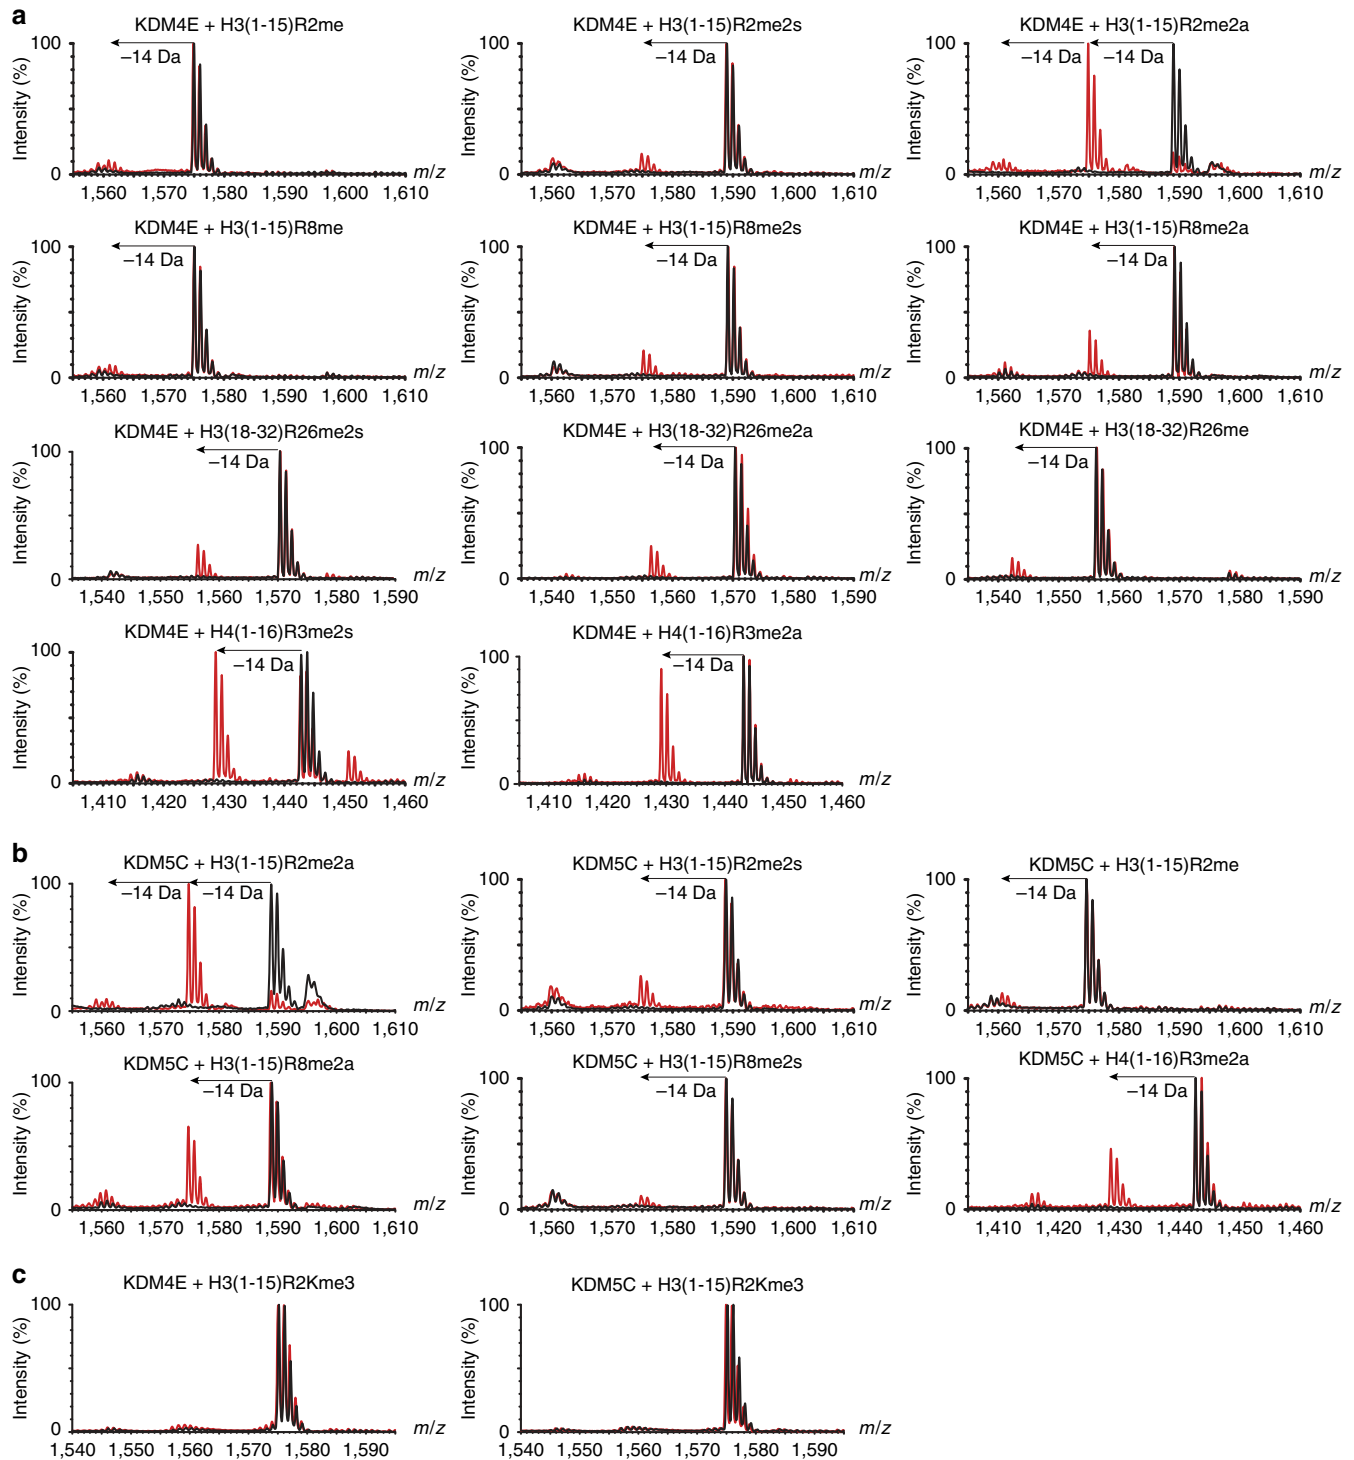 a
KDM4E + H3(1-15)R2me
KDM4E + H3(1-15)R2me2s
KDM4E + H3(1-15)R2me2a
Intensity (%)
100
–14 Da
0
1,560 1,570 1,580 1,590 1,600 1,610
m/z
Intensity (%)
100
–14 Da
0
1,560 1,570 1,580 1,590 1,600 1,610
m/z
Intensity (%)
100
–14 Da –14 Da
0
1,560 1,570 1,580 1,590 1,600 1,610
m/z
KDM4E + H3(1-15)R8me
KDM4E + H3(1-15)R8me2s
KDM4E + H3(1-15)R8me2a
Intensity (%)
100
–14 Da
0
1,560 1,570 1,580 1,590 1,600 1,610
m/z
Intensity (%)
100
–14 Da
0
1,560 1,570 1,580 1,590 1,600 1,610
m/z
Intensity (%)
100
–14 Da
0
1,560 1,570 1,580 1,590 1,600 1,610
m/z
KDM4E + H3(18-32)R26me2s
KDM4E + H3(18-32)R26me2a
KDM4E + H3(18-32)R26me
Intensity (%)
100
–14 Da
0
1,540 1,550 1,560 1,570 1,580 1,590
m/z
Intensity (%)
100
–14 Da
0
1,540 1,550 1,560 1,570 1,580 1,590
m/z
Intensity (%)
100
–14 Da
0
1,540 1,550 1,560 1,570 1,580 1,590
m/z
KDM4E + H4(1-16)R3me2s
KDM4E + H4(1-16)R3me2a
Intensity (%)
100
–14 Da
0
1,410 1,420 1,430 1,440 1,450 1,460
m/z
Intensity (%)
100
–14 Da
0
1,410 1,420 1,430 1,440 1,450 1,460
m/z
b
KDM5C + H3(1-15)R2me2a
KDM5C + H3(1-15)R2me2s
KDM5C + H3(1-15)R2me
Intensity (%)
100
–14 Da –14 Da
0
1,560 1,570 1,580 1,590 1,600 1,610
m/z
Intensity (%)
100
–14 Da
0
1,560 1,570 1,580 1,590 1,600 1,610
m/z
Intensity (%)
100
–14 Da
0
1,560 1,570 1,580 1,590 1,600 1,610
m/z
KDM5C + H3(1-15)R8me2a
KDM5C + H3(1-15)R8me2s
KDM5C + H4(1-16)R3me2a
Intensity (%)
100
–14 Da
0
1,560 1,570 1,580 1,590 1,600 1,610
m/z
Intensity (%)
100
–14 Da
0
1,560 1,570 1,580 1,590 1,600 1,610
m/z
Intensity (%)
100
–14 Da
0
1,410 1,420 1,430 1,440 1,450 1,460
m/z
c
KDM4E + H3(1-15)R2Kme3
KDM5C + H3(1-15)R2Kme3
Intensity (%)
100
0
1,540 1,550 1,560 1,570 1,580 1,590
m/z
Intensity (%)
100
0
1,540 1,550 1,560 1,570 1,580 1,590
m/z